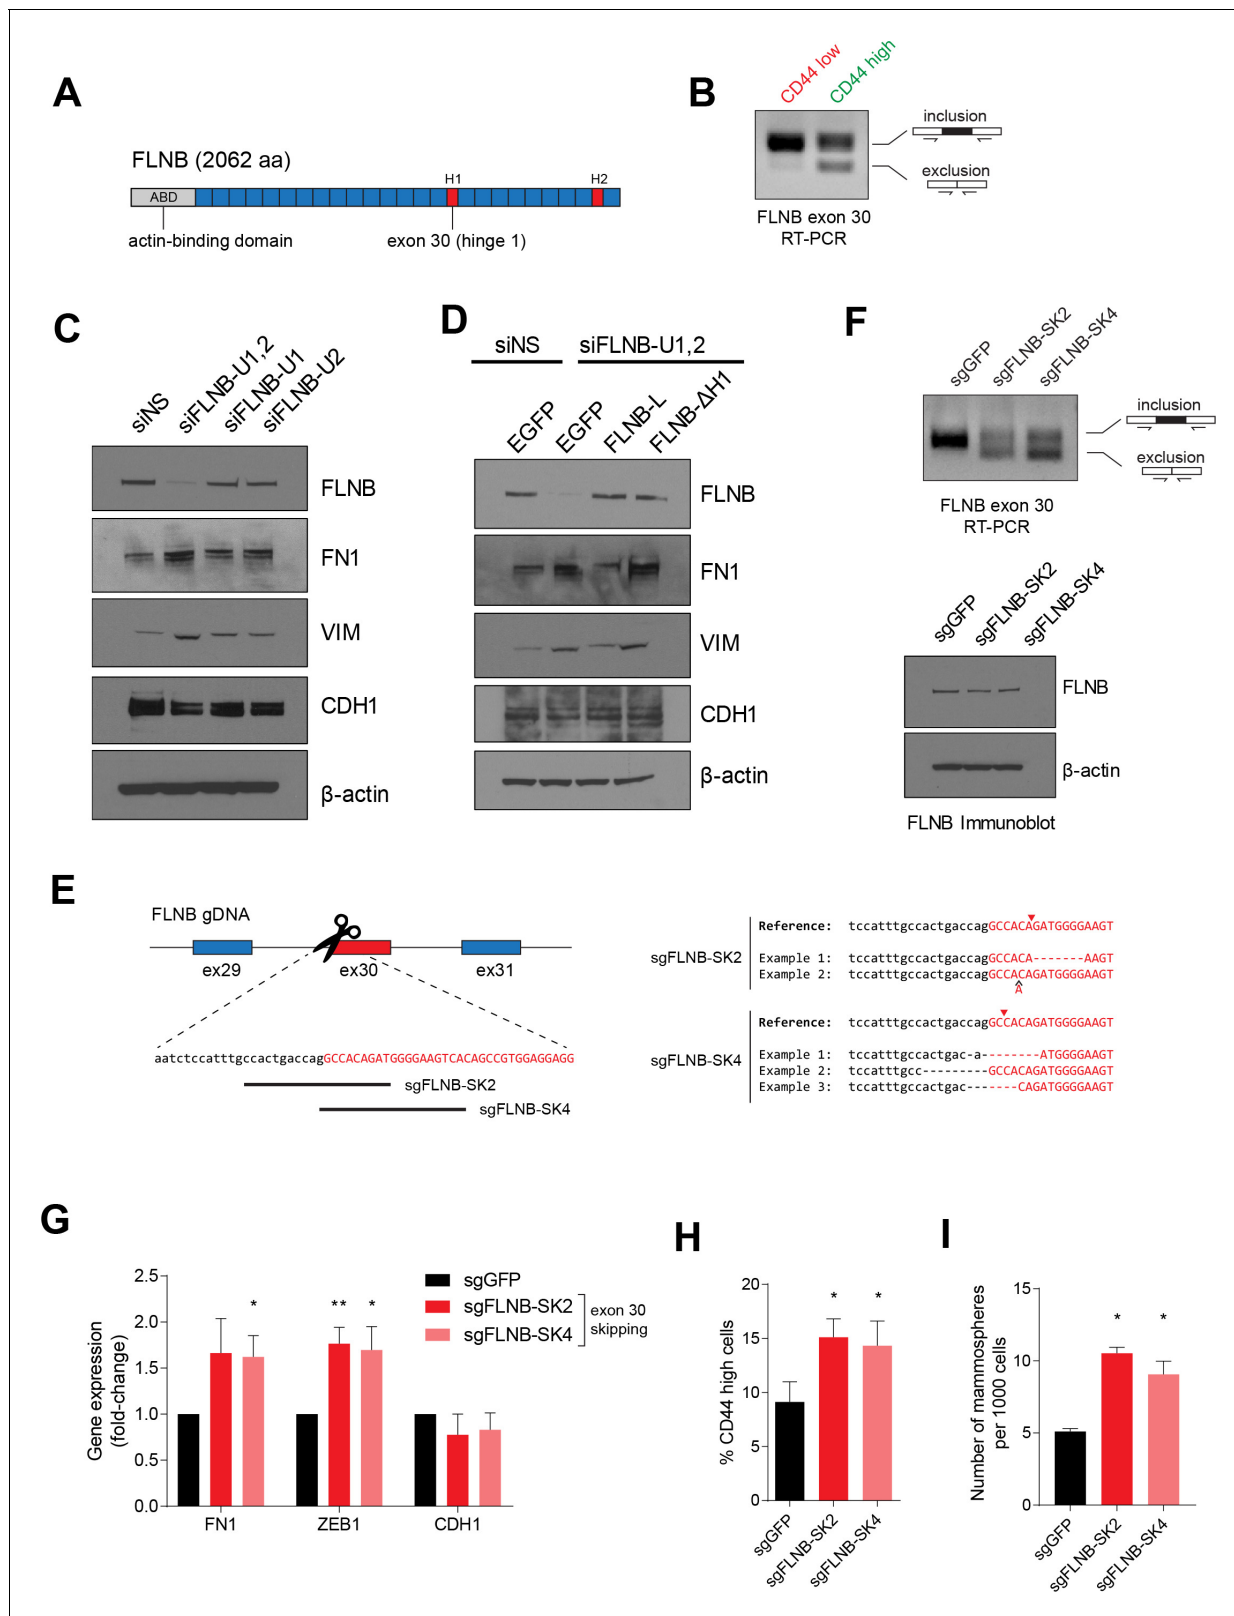 A
FLNB (2062 aa)
H1
H2
ABD
actin-binding domain
exon 30 (hinge 1)
B
CD44 low
CD44 high
inclusion
exclusion
FLNB exon 30
RT-PCR
C
siNS
siFLNB-U1,2
siFLNB-U1
siFLNB-U2
FLNB
FN1
VIM
CDH1
β-actin
D
siNS
siFLNB-U1,2
EGFP
EGFP
FLNB-L
FLNB-ΔH1
FLNB
FN1
VIM
CDH1
β-actin
F
sgGFP
sgFLNB-SK2
sgFLNB-SK4
inclusion
exclusion
FLNB exon 30
RT-PCR
sgGFP
sgFLNB-SK2
sgFLNB-SK4
FLNB
β-actin
FLNB Immunoblot
E
FLNB gDNA
ex29
ex30
ex31
aatctccatttgccactgaccagGCCACAGATGGGGAAGTCACAGCCGTGGAGGAGG
sgFLNB-SK2
sgFLNB-SK4
sgFLNB-SK2
Reference: tccatttgccactgaccagGCCACAGATGGGGAAGT
Example 1: tccatttgccactgaccagGCCACA-------AAGT
Example 2: tccatttgccactgaccagGCCACAGATGGGGAAGT
A
sgFLNB-SK4
Reference: tccatttgccactgaccagGCCACAGATGGGGAAGT
Example 1: tccatttgccactgac-a--------ATGGGGAAGT
Example 2: tccatttgcc---------GCCACAGATGGGGAAGT
Example 3: tccatttgccactgac-------CAGATGGGGAAGT
G
Gene expression
(fold-change)
2.5
2.0
1.5
1.0
0.5
0.0
*
**
*
FN1
ZEB1
CDH1
sgGFP
sgFLNB-SK2
sgFLNB-SK4
exon 30
skipping
H
% CD44 high cells
20
15
10
5
0
*
*
sgGFP
sgFLNB-SK2
sgFLNB-SK4
I
Number of mammospheres
per 1000 cells
15
10
5
0
*
*
sgGFP
sgFLNB-SK2
sgFLNB-SK4